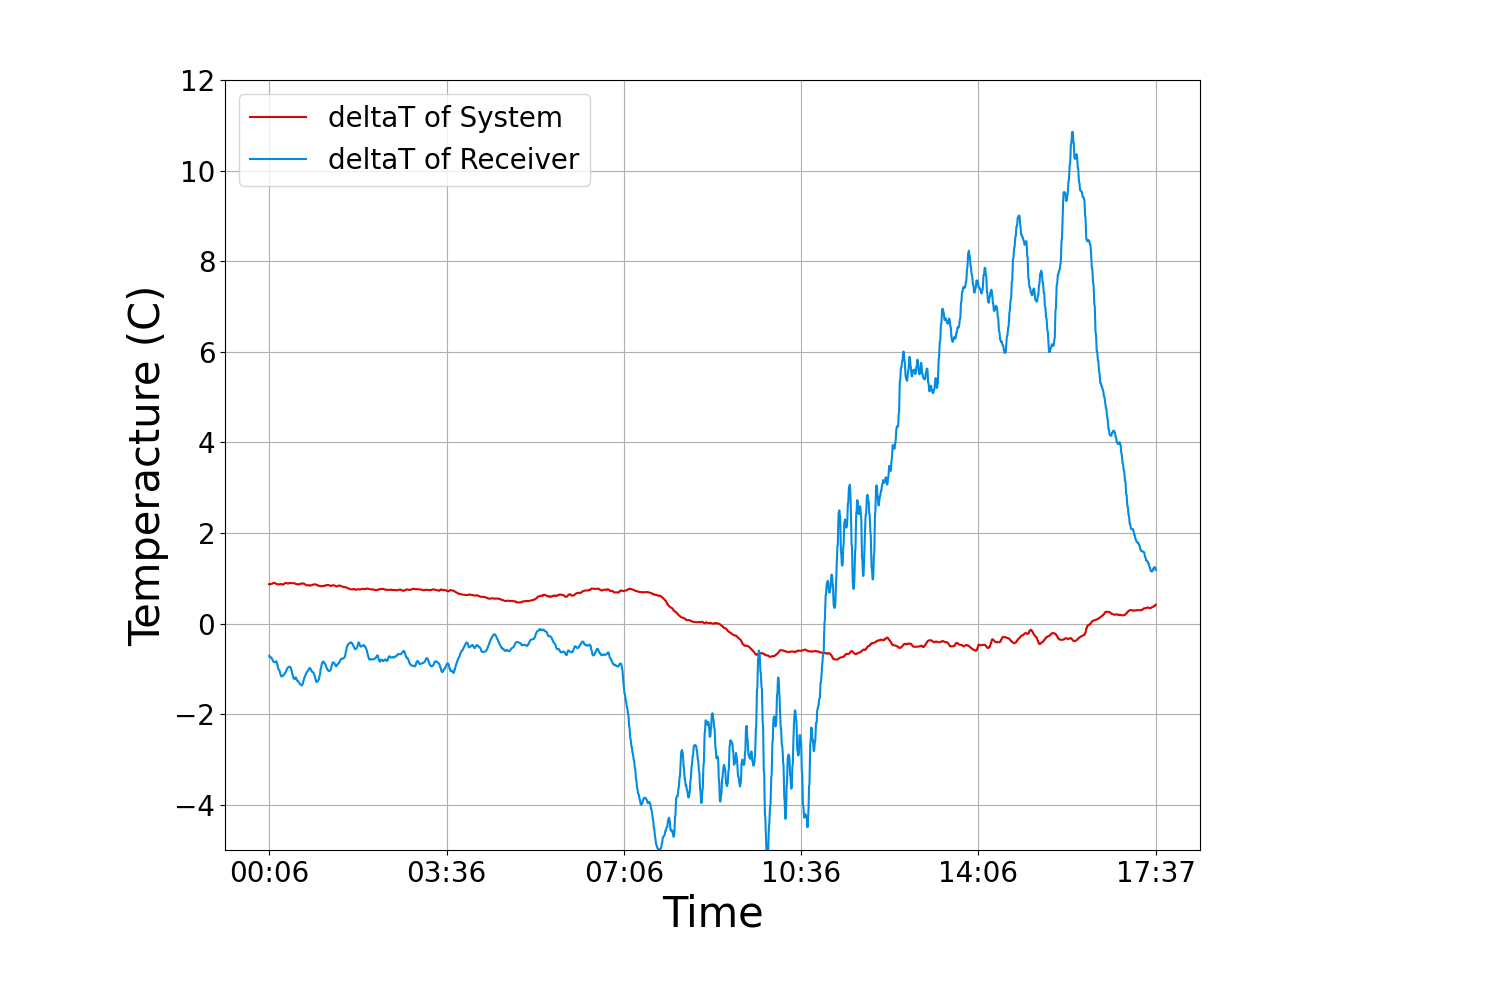 12
10
8
6
4
2
0
−2
−4
Temperacture (C)
deltaT of System
deltaT of Receiver
00:06 03:36 07:06 10:36 14:06 17:37
Time